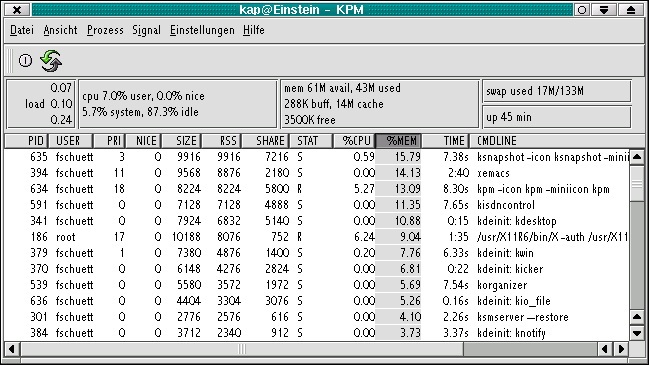 kap@Einstein – KPM
Datei Ansicht Prozess Signal Einstellungen Hilfe
0.07
load 0.10
0.24
cpu 7.0% user, 0.0% nice
5.7% system, 87.3% idle
mem 61M avail, 43M used
288K buff, 14M cache
3500K free
swap used 17M/133M
up 45 min
PID USER PRI NICE SIZE RSS SHARE STAT %CPU %MEM TIME CMDLINE
635 fschuett 3 0 9916 9916 7216 S 0.59 15.79 7.38s ksnapshot –icon ksnapshot –minii
394 fschuett 11 0 9568 8876 2180 S 0.00 14.13 2:40 xemacs
634 fschuett 18 0 8224 8224 5800 R 5.27 13.09 8.30s kpm –icon kpm –miniicon kpm
591 fschuett 0 0 7128 7128 4888 S 0.00 11.35 7.65s kisdncontrol
341 fschuett 0 0 7924 6832 5140 S 0.00 10.88 0:15 kdeinit: kdesktop
186 root 17 0 10188 8076 752 R 6.24 9.04 1:35 /usr/X11R6/bin/X –auth /usr/X11
379 fschuett 1 0 7380 4876 1400 S 0.20 7.76 6.33s kdeinit: kwin
370 fschuett 0 0 6148 4276 2824 S 0.00 6.81 0:22 kdeinit: kicker
539 fschuett 0 0 5580 3572 1972 S 0.00 5.69 7.54s korganizer
636 fschuett 0 0 4404 3304 3076 S 0.00 5.26 0.16s kdeinit: kio_file
301 fschuett 0 0 2776 2576 616 S 0.00 4.10 2.26s ksmserver ––restore
384 fschuett 0 0 3712 2340 912 S 0.00 3.73 3.37s kdeinit: knotify